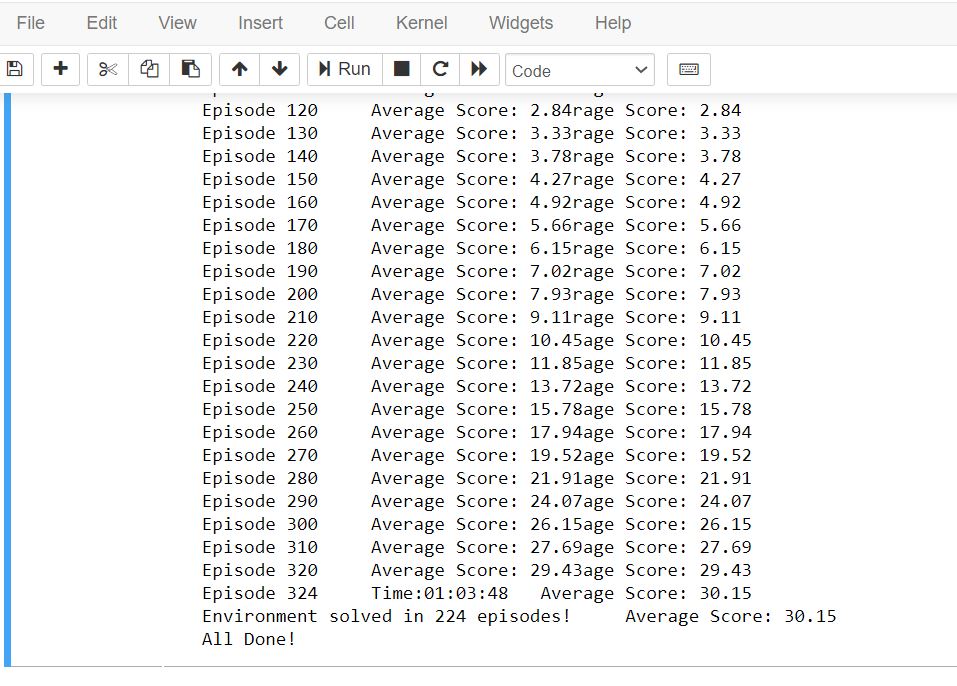 File Edit View Insert Cell Kernel Widgets Help
Run Code
Episode 120 Average Score: 2.84rage Score: 2.84
Episode 130 Average Score: 3.33rage Score: 3.33
Episode 140 Average Score: 3.78rage Score: 3.78
Episode 150 Average Score: 4.27rage Score: 4.27
Episode 160 Average Score: 4.92rage Score: 4.92
Episode 170 Average Score: 5.66rage Score: 5.66
Episode 180 Average Score: 6.15rage Score: 6.15
Episode 190 Average Score: 7.02rage Score: 7.02
Episode 200 Average Score: 7.93rage Score: 7.93
Episode 210 Average Score: 9.11rage Score: 9.11
Episode 220 Average Score: 10.45age Score: 10.45
Episode 230 Average Score: 11.85age Score: 11.85
Episode 240 Average Score: 13.72age Score: 13.72
Episode 250 Average Score: 15.78age Score: 15.78
Episode 260 Average Score: 17.94age Score: 17.94
Episode 270 Average Score: 19.52age Score: 19.52
Episode 280 Average Score: 21.91age Score: 21.91
Episode 290 Average Score: 24.07age Score: 24.07
Episode 300 Average Score: 26.15age Score: 26.15
Episode 310 Average Score: 27.69age Score: 27.69
Episode 320 Average Score: 29.43age Score: 29.43
Episode 324 Time:01:03:48 Average Score: 30.15
Environment solved in 224 episodes! Average Score: 30.15
All Done!